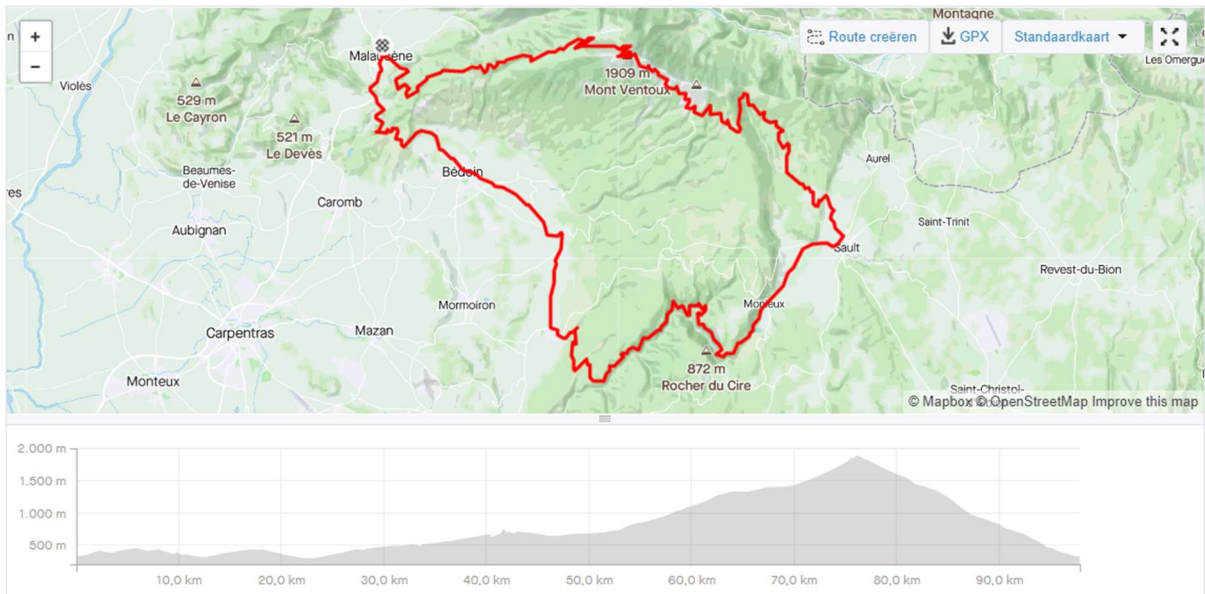 +
−
Route creëren
GPX
Standaardkaart
Montagne
Les Omergu
n
Malaucène
Violès
1909 m
Mont Ventoux
529 m
Le Cayron
521 m
Le Devès
Aurel
Beaumes-
de-Venise
Bédoin
es
Caromb
Saint-Trinit
Aubignan
Sault
Revest-du-Bion
Mormoiron
Monieux
Carpentras
Mazan
872 m
Rocher du Cire
Monteux
Saint-Christol-
© Mapbox © OpenStreetMap Improve this map
2.000 m
1.500 m
1.000 m
500 m
10,0 km
20,0 km
30,0 km
40,0 km
50,0 km
60,0 km
70,0 km
80,0 km
90,0 km